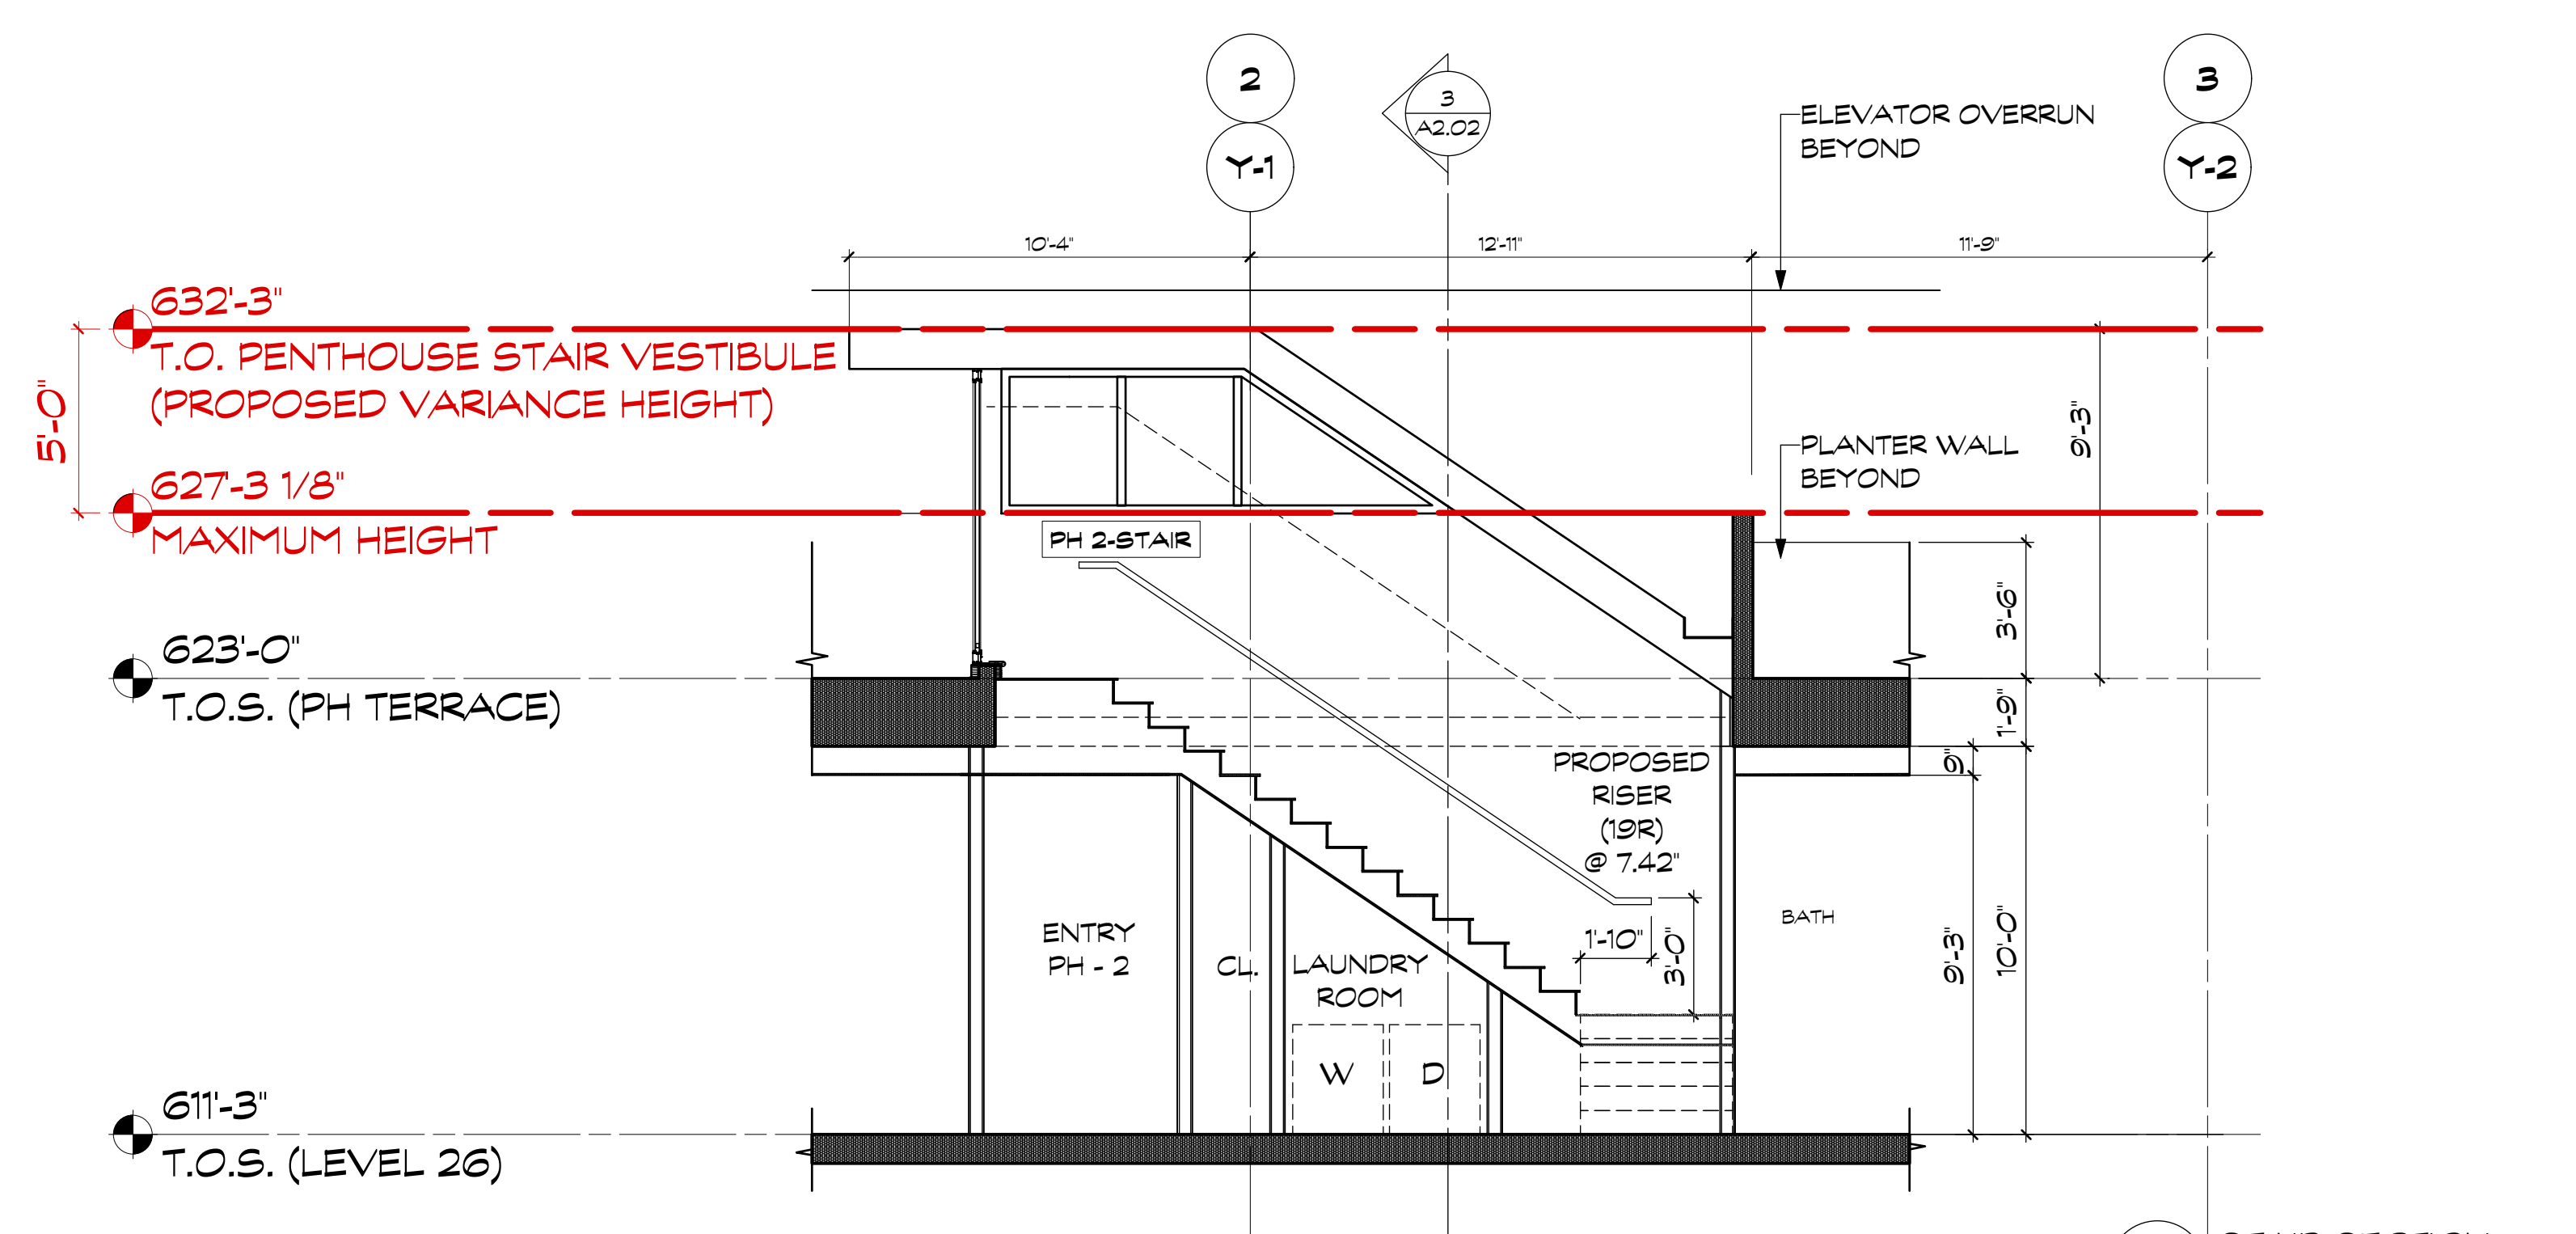 2
Y-1
3
A2.02
3
Y-2
ELEVATOR OVERRUN
BEYOND
10'-4"
12'-11"
11'-9"
632'-3"
T.O. PENTHOUSE STAIR VESTIBULE
(PROPOSED VARIANCE HEIGHT)
5'-0"
627'-3 1/8"
MAXIMUM HEIGHT
PLANTER WALL
BEYOND
9'-3"
PH 2-STAIR
3'-6"
623'-0"
T.O.S. (PH TERRACE)
1'-9"
9"
PROPOSED
RISER
(19R)
@ 7.42"
ENTRY
PH - 2
CL.
LAUNDRY
ROOM
W
D
1'-10"
3'-0"
BATH
9'-3"
10'-0"
611'-3"
T.O.S. (LEVEL 26)